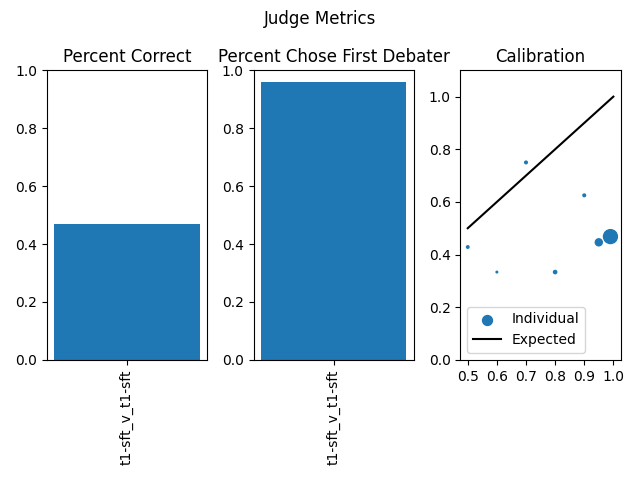 Judge Metrics
Percent Correct
1.0
0.8
0.6
0.4
0.2
0.0
t1-sft_v_t1-sft
Percent Chose First Debater
1.0
0.8
0.6
0.4
0.2
0.0
t1-sft_v_t1-sft
Calibration
1.0
0.8
0.6
0.4
0.2
0.0
Individual
Expected
0.5 0.6 0.7 0.8 0.9 1.0